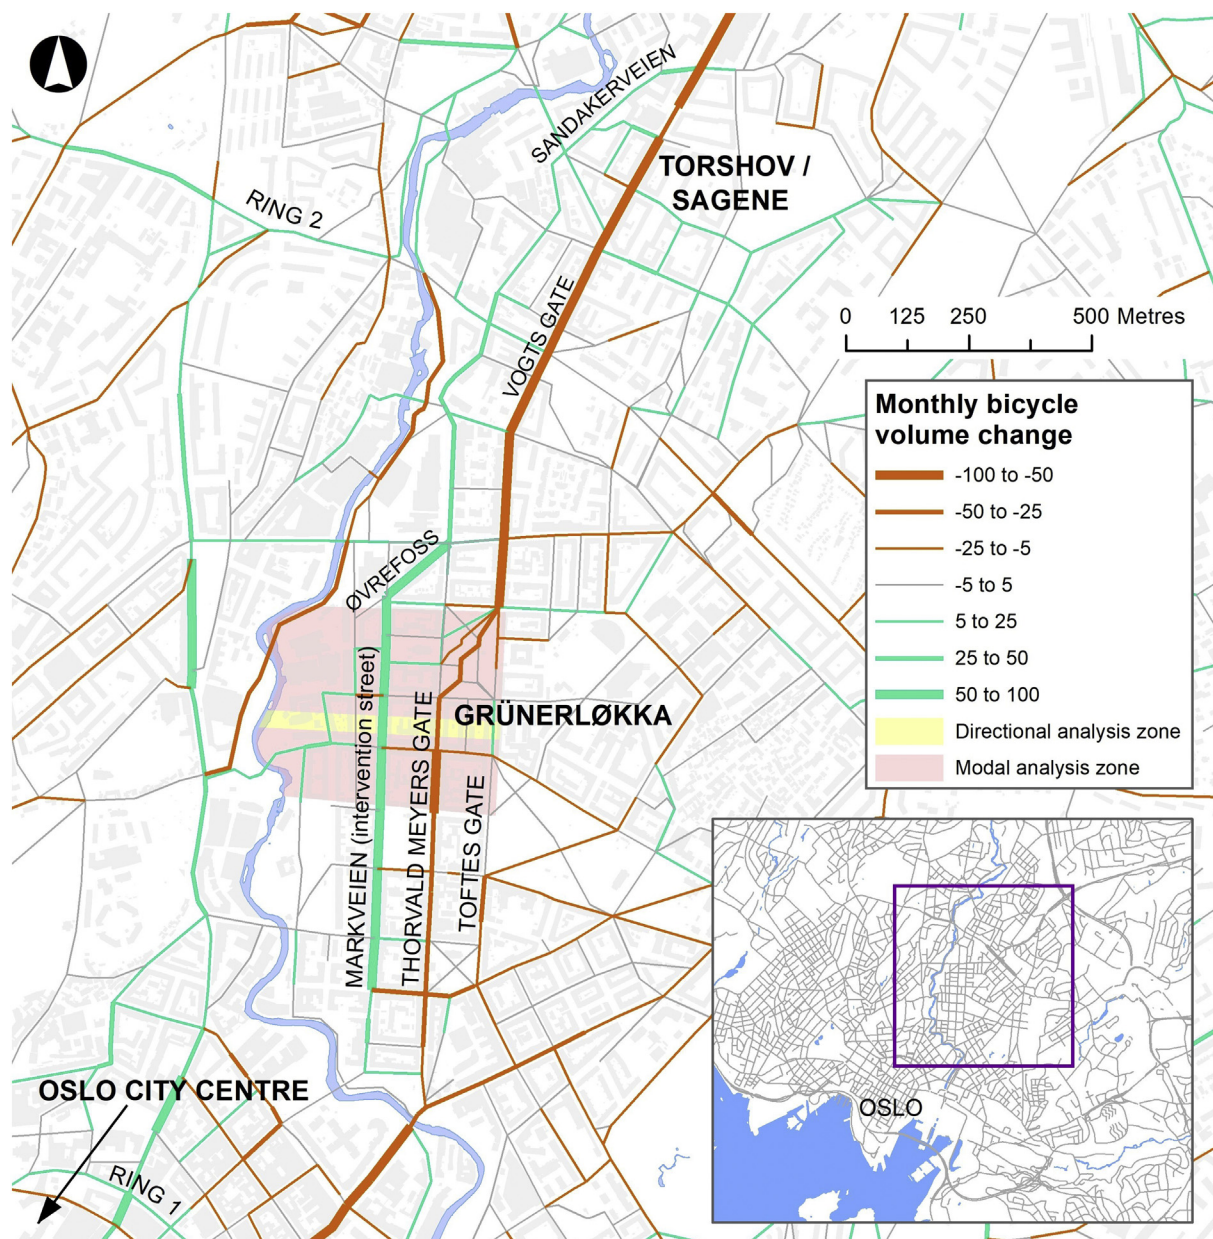 SANDAKERVEIEN
TORSHOV /
SAGENE
RING 2
VOGTS GATE
0 125 250 500 Metres
Monthly bicycle
volume change
-100 to -50
-50 to -25
-25 to -5
-5 to 5
5 to 25
25 to 50
50 to 100
Directional analysis zone
Modal analysis zone
ØVREFOSS
GRÜNERLØKKA
MARKVEIEN (intervention street)
THORVALD MEYERS GATE
TOFTES GATE
OSLO CITY CENTRE
RING 1
OSLO